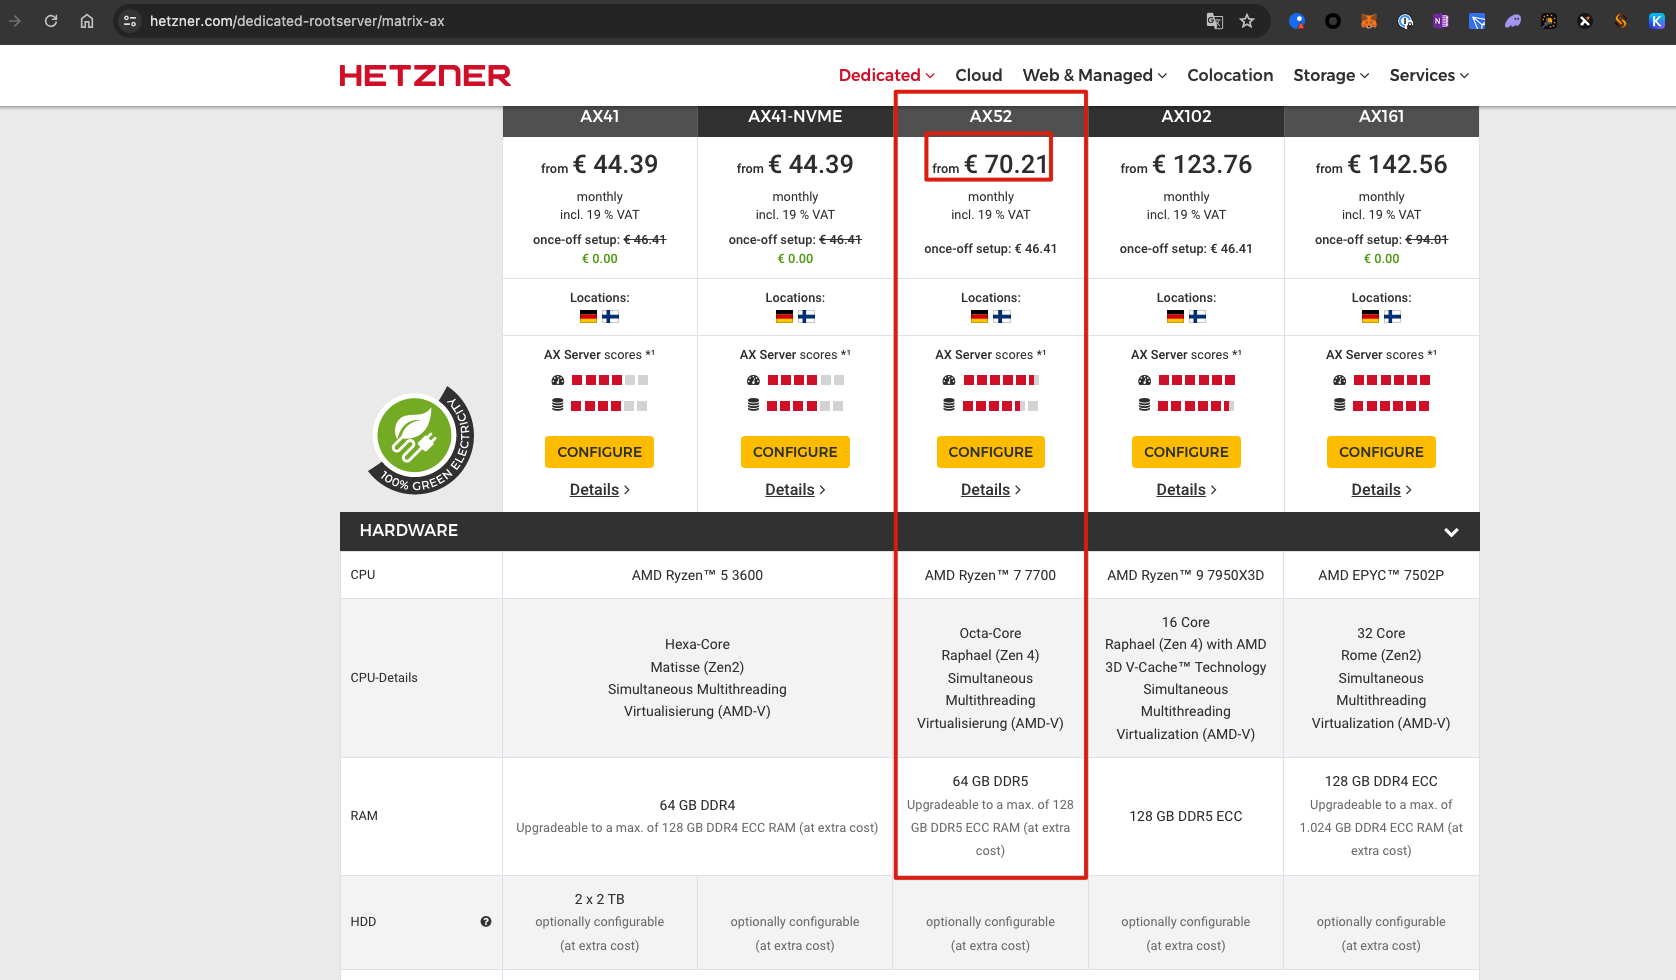 hetzner.com/dedicated-rootserver/matrix-ax
HETZNER
Dedicated
Cloud
Web & Managed
Colocation
Storage
Services
AX41
AX41-NVME
AX52
AX102
AX161
from € 44.39
from € 44.39
from € 70.21
from € 123.76
from € 142.56
monthly
monthly
monthly
monthly
monthly
incl. 19 % VAT
incl. 19 % VAT
incl. 19 % VAT
incl. 19 % VAT
incl. 19 % VAT
once-off setup: € 46.41
€ 0.00
once-off setup: € 46.41
€ 0.00
once-off setup: € 46.41
once-off setup: € 46.41
once-off setup: € 94.01
€ 0.00
Locations:
Locations:
Locations:
Locations:
Locations:
AX Server scores *¹
AX Server scores *¹
AX Server scores *¹
AX Server scores *¹
AX Server scores *¹
100% GREEN ELECTRICITY
CONFIGURE
CONFIGURE
CONFIGURE
CONFIGURE
CONFIGURE
Details
Details
Details
Details
Details
HARDWARE
CPU
AMD Ryzen™ 5 3600
AMD Ryzen™ 7 7700
AMD Ryzen™ 9 7950X3D
AMD EPYC™ 7502P
CPU-Details
Hexa-Core
Matisse (Zen2)
Simultaneous Multithreading
Virtualisierung (AMD-V)
Octa-Core
Raphael (Zen 4)
Simultaneous
Multithreading
Virtualisierung (AMD-V)
16 Core
Raphael (Zen 4) with AMD
3D V-Cache™ Technology
Simultaneous
Multithreading
Virtualization (AMD-V)
32 Core
Rome (Zen2)
Simultaneous
Multithreading
Virtualization (AMD-V)
RAM
64 GB DDR4
Upgradeable to a max. of 128 GB DDR4 ECC RAM (at extra cost)
64 GB DDR5
Upgradeable to a max. of 128
GB DDR5 ECC RAM (at extra
cost)
128 GB DDR5 ECC
128 GB DDR4 ECC
Upgradeable to a max. of
1.024 GB DDR4 ECC RAM (at
extra cost)
HDD
2 x 2 TB
optionally configurable
(at extra cost)
optionally configurable
(at extra cost)
optionally configurable
(at extra cost)
optionally configurable
(at extra cost)
optionally configurable
(at extra cost)